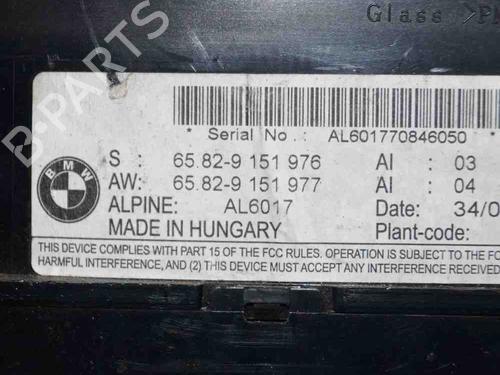 Glass
B-PARTS
* Serial No.: AL601770846050 *
BMW
S : 65.82-9 151 976 AI : 03
AW: 65.82-9 151 977 AI : 04
ALPINE: AL6017 Date: 34/0
MADE IN HUNGARY Plant-code:
THIS DEVICE COMPLIES WITH PART 15 OF THE FCC RULES. OPERATION IS SUBJECT TO THE F
HARMFUL INTERFERENCE, AND (2) THIS DEVICE MUST ACCEPT ANY INTERFERENCE RECEIVED